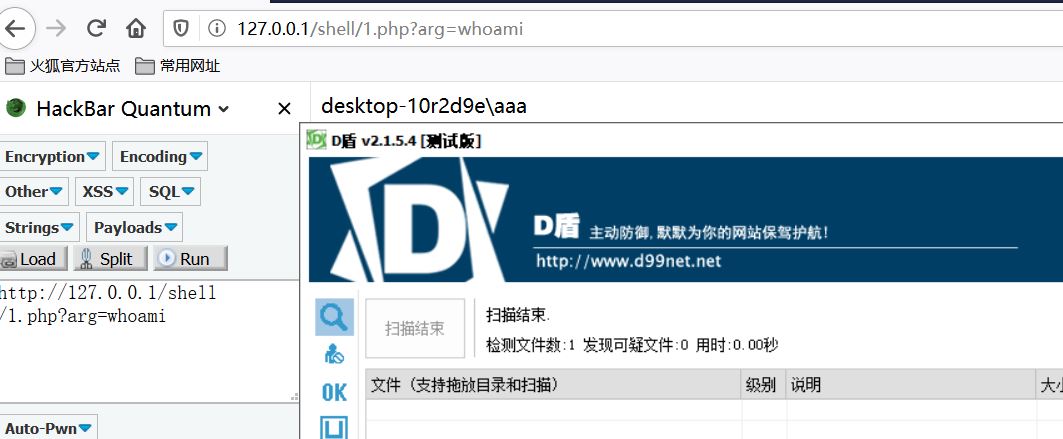 127.0.0.1/shell/1.php?arg=whoami
火狐官方站点 常用网址
HackBar Quantum
desktop-10r2d9e\aaa
Encryption Encoding
Other XSS SQL
Strings Payloads
Load Split Run
http://127.0.0.1/shell
/1.php?arg=whoami
Auto-Pwn
D盾 v2.1.5.4 [测试版]
D
D盾 主动防御,默默为你的网站保驾护航!
http://www.d99net.net
扫描结束
扫描结束.
检测文件数:1 发现可疑文件:0 用时:0.00秒
OK
文件 (支持拖放目录和扫描) 级别 说明 大小